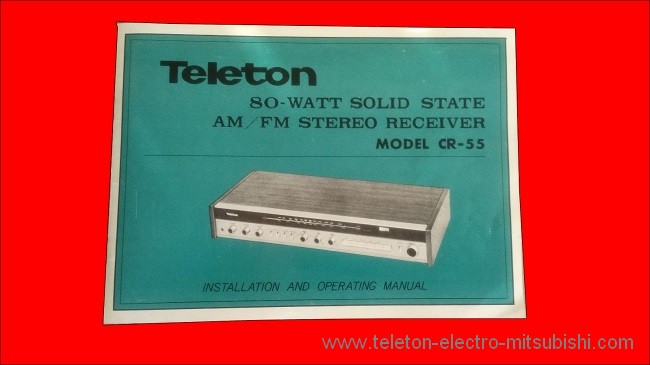 Teleton
80-WATT SOLID STATE
AM/FM STEREO RECEIVER
MODEL CR-55
Teleton
INSTALLATION AND OPERATING MANUAL
www.teleton-electro-mitsubishi.com